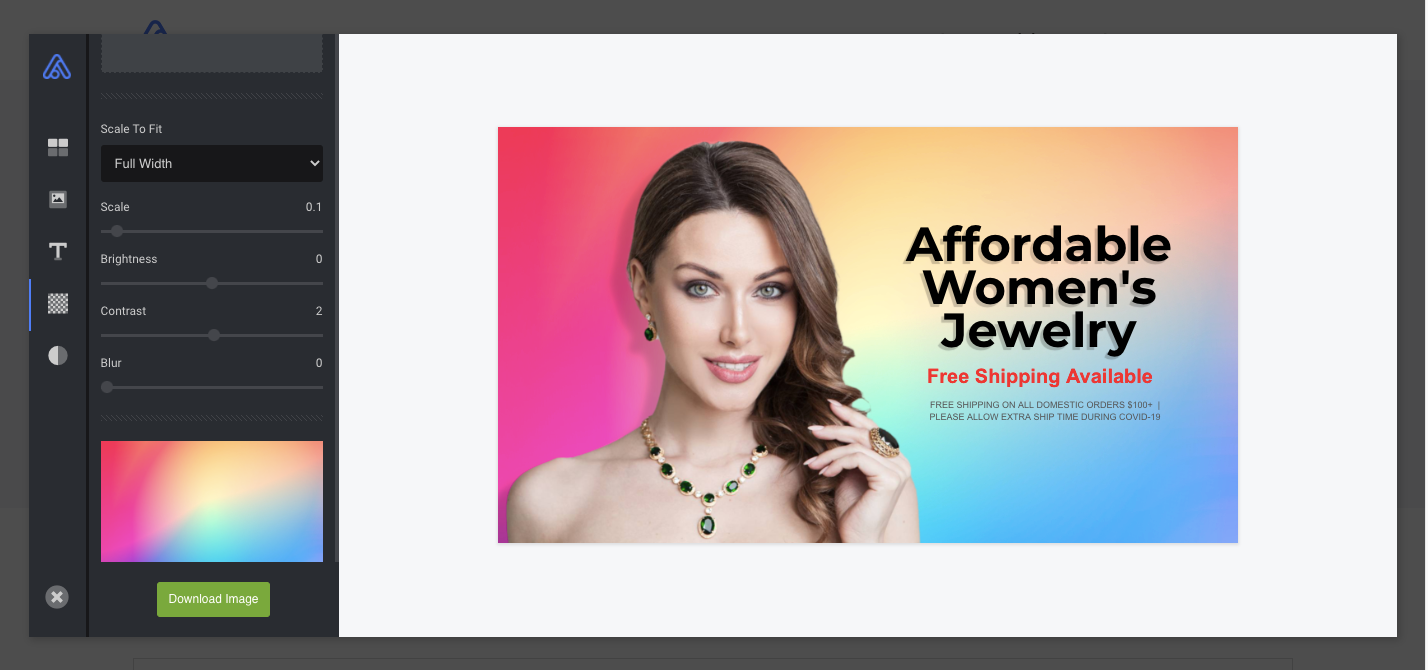 Scale To Fit
Full Width
Scale 0.1
Brightness 0
Contrast 2
Blur 0
Download Image
Affordable
Women's
Jewelry
Free Shipping Available
FREE SHIPPING ON ALL DOMESTIC ORDERS $100+ |
PLEASE ALLOW EXTRA SHIP TIME DURING COVID-19